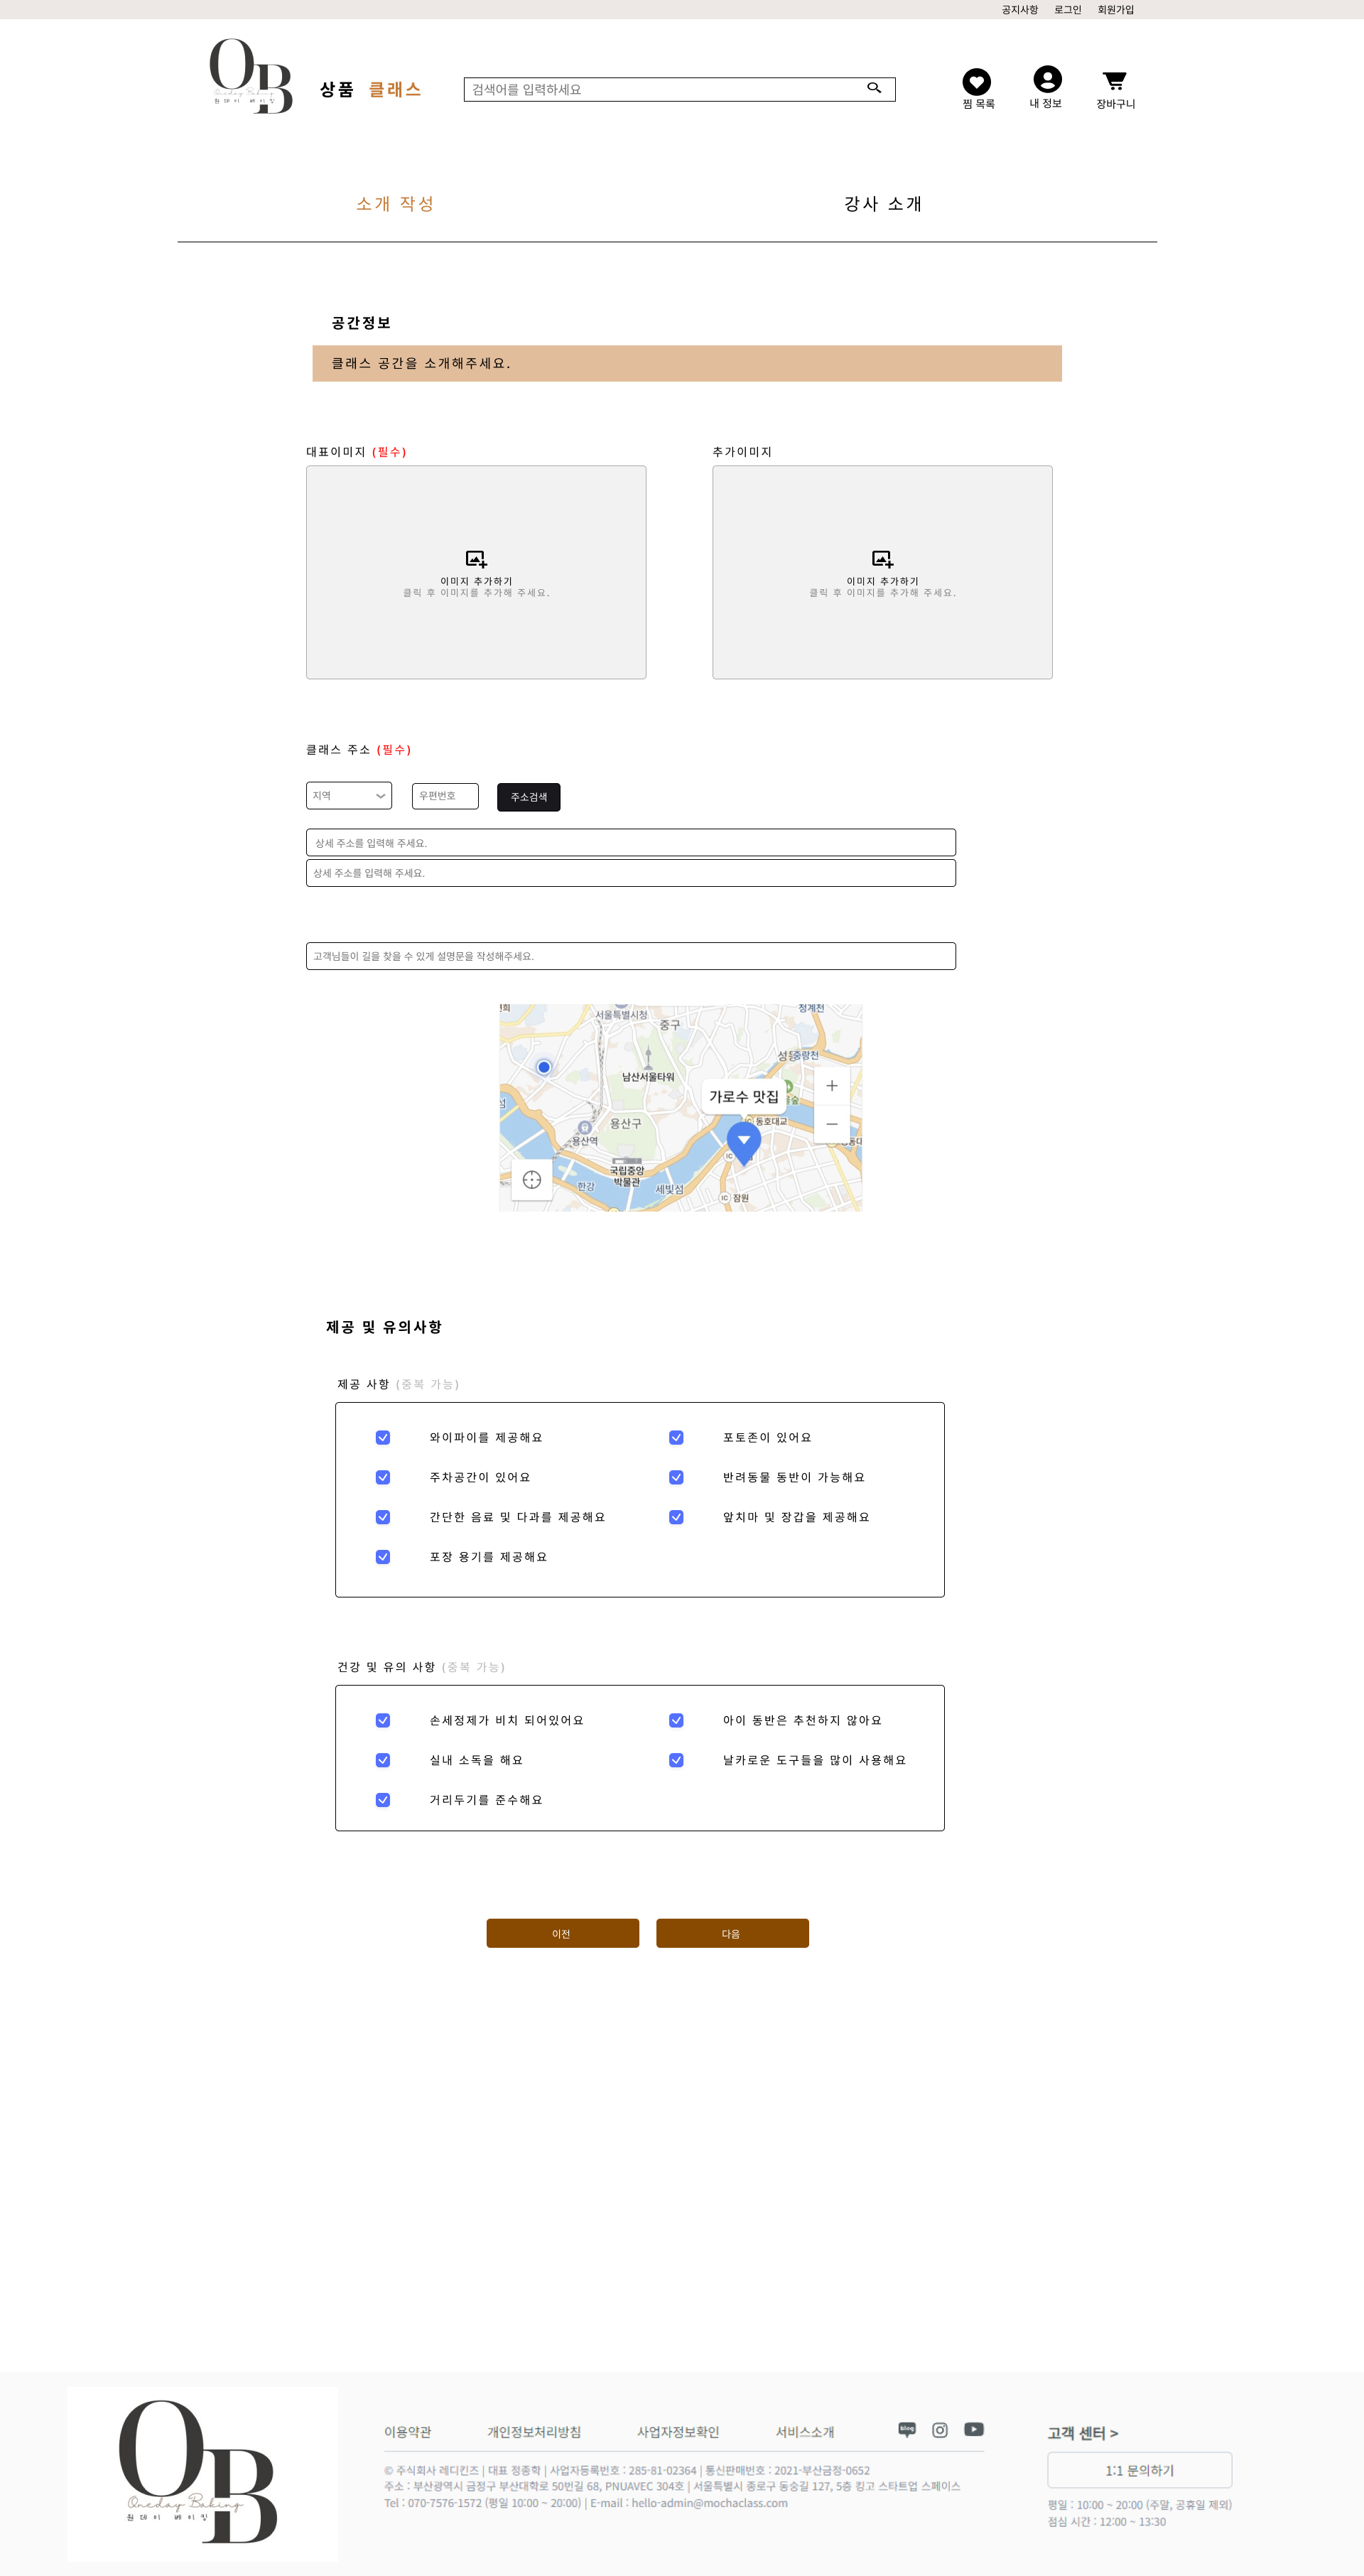 공지사항 로그인 회원가입
OB
Oneday Baking
원데이 베이킹
상품 클래스
검색어를 입력하세요
찜 목록 내 정보 장바구니
소개 작성 강사 소개
공간정보
클래스 공간을 소개해주세요.
대표이미지 (필수) 추가이미지
이미지 추가하기 이미지 추가하기
클릭 후 이미지를 추가해 주세요. 클릭 후 이미지를 추가해 주세요.
클래스 주소 (필수)
지역 우편번호 주소검색
상세 주소를 입력해 주세요.
상세 주소를 입력해 주세요.
고객님들이 길을 찾을 수 있게 설명문을 작성해주세요.
서울특별시청
중구
청계천
중랑천
남산서울타워
가로수 맛집
용산구
동호대교
용산역
IC
국립중앙
박물관
한강
세빛섬
IC 잠원
제공 및 유의사항
제공 사항 (중복 가능)
와이파이를 제공해요 포토존이 있어요
주차공간이 있어요 반려동물 동반이 가능해요
간단한 음료 및 다과를 제공해요 앞치마 및 장갑을 제공해요
포장 용기를 제공해요
건강 및 유의 사항 (중복 가능)
손세정제가 비치 되어있어요 아이 동반은 추천하지 않아요
실내 소독을 해요 날카로운 도구들을 많이 사용해요
거리두기를 준수해요
이전 다음
OB
Oneday Baking
원데이 베이킹
이용약관 개인정보처리방침 사업자정보확인 서비스소개 blog
© 주식회사 레디킨즈 | 대표 정종학 | 사업자등록번호 : 285-81-02364 | 통신판매번호 : 2021-부산금정-0652
주소 : 부산광역시 금정구 부산대학로 50번길 68, PNUAVEC 304호 | 서울특별시 종로구 동숭길 127, 5층 킹고 스타트업 스페이스
Tel : 070-7576-1572 (평일 10:00 ~ 20:00) | E-mail : hello-admin@mochaclass.com
고객 센터 >
1:1 문의하기
평일 : 10:00 ~ 20:00 (주말, 공휴일 제외)
점심 시간 : 12:00 ~ 13:30